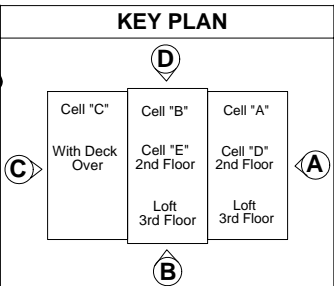 KEY PLAN
D
Cell "C"
With Deck
Over
Cell "B"
Cell "E"
2nd Floor
Loft
3rd Floor
Cell "A"
Cell "D"
2nd Floor
Loft
3rd Floor
C
A
B